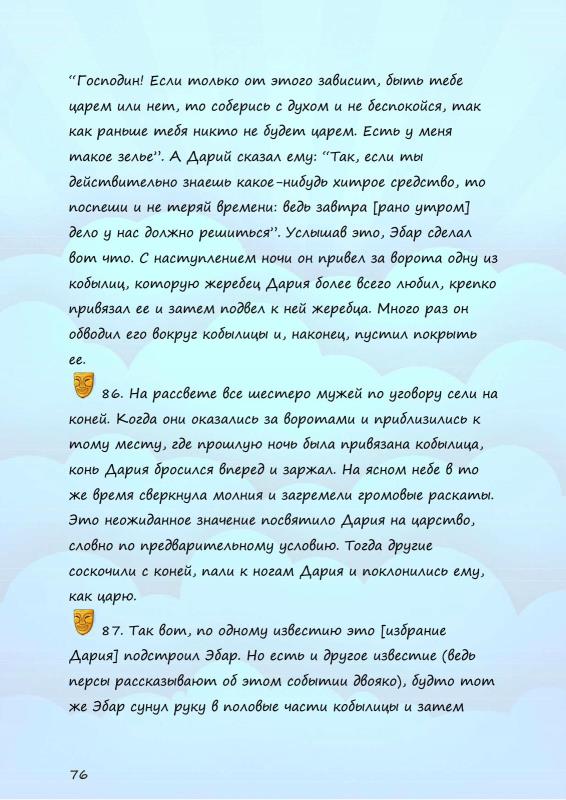 “Господин! Если только от этого зависит, быть тебе
царем или нет, то соберись с духом и не беспокойся, так
как раньше тебя никто не будет царем. Есть у меня
такое зелье”. А Дарий сказал ему: “Так, если ты
действительно знаешь какое-нибудь хитрое средство, то
поспеши и не теряй времени: ведь завтра [рано утром]
дело у нас должно решиться”. Услышав это, Эбар сделал
вот что. С наступлением ночи он привел за ворота одну из
кобылиц, которую жеребец Дария более всего любил, крепко
привязал ее и затем подвел к ней жеребца. Много раз он
обводил его вокруг кобылицы и, наконец, пустил покрыть
ее.
86. На рассвете все шестеро мужей по уговору сели на
коней. Когда они оказались за воротами и приблизились к
тому месту, где прошлую ночь была привязана кобылица,
конь Дария бросился вперед и заржал. На ясном небе в то
же время сверкнула молния и загремели громовые раскаты.
Это неожиданное значение посвятило Дария на царство,
словно по предварительному условию. Тогда другие
соскочили с коней, пали к ногам Дария и поклонились ему,
как царю.
87. Так вот, по одному известию это [избрание
Дария] подстроил Эбар. Но есть и другое известие (ведь
персы рассказывают об этом событии двояко), будто тот
же Эбар сунул руку в половые части кобылицы и затем
76